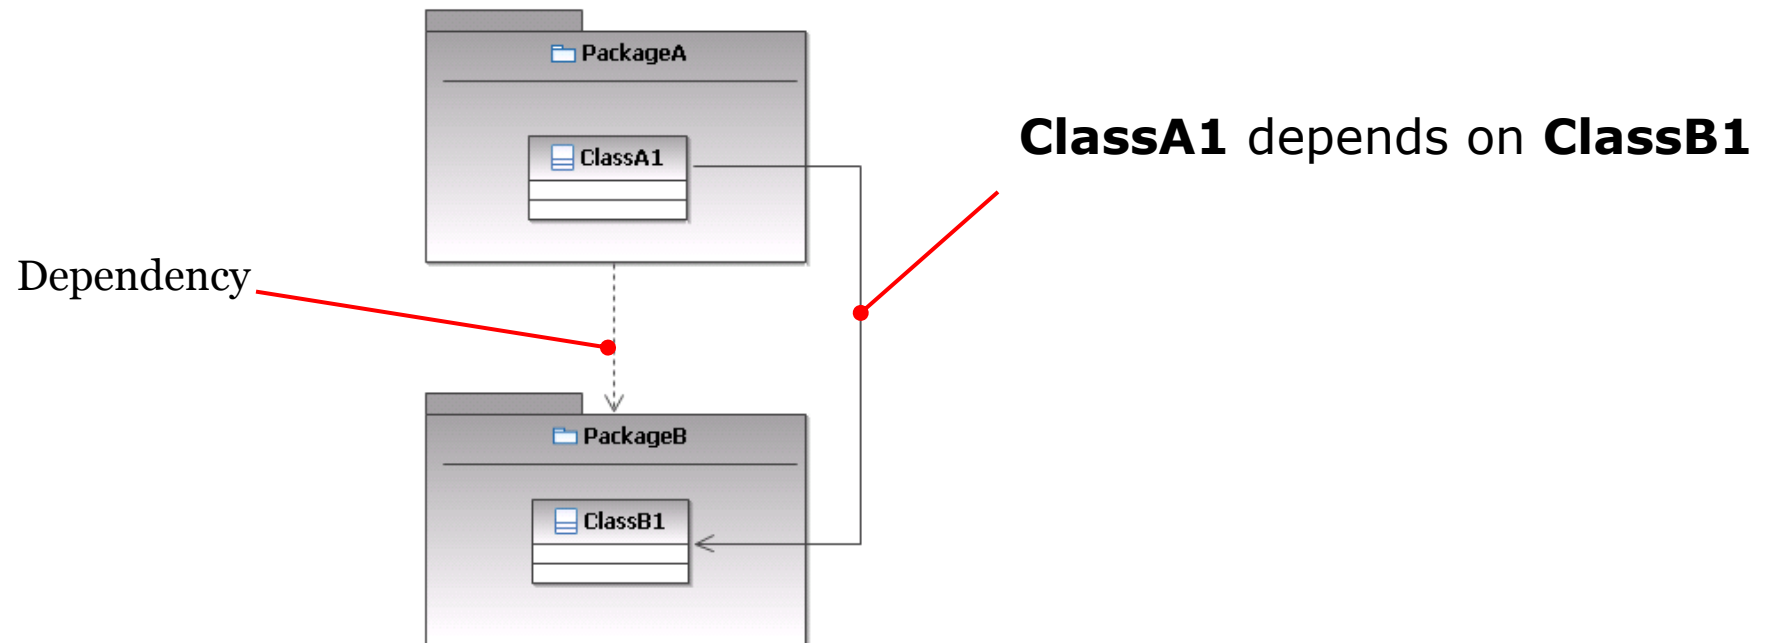 PackageA
ClassA1 depends on ClassB1
ClassA1
Dependency
PackageB
ClassB1